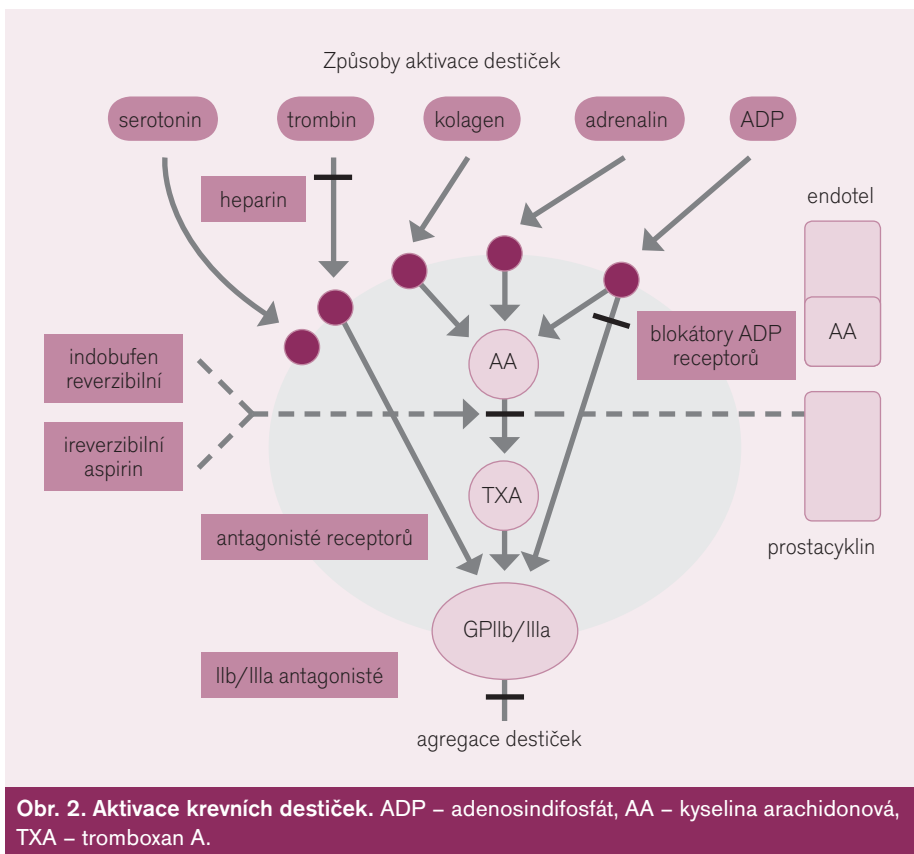 Způsoby aktivace destiček
serotonin
trombin
kolagen
adrenalin
ADP
heparin
endotel
indobufen
reverzibilní
AA
blokátory ADP
receptorů
AA
ireverzibilní
aspirin
TXA
antagonisté receptorů
prostacyklin
GPIIb/IIIa
IIb/IIIa antagonisté
agregace destiček
Obr. 2. Aktivace krevních destiček. ADP – adenosindifosfát, AA – kyselina arachidonová,
TXA – tromboxan A.